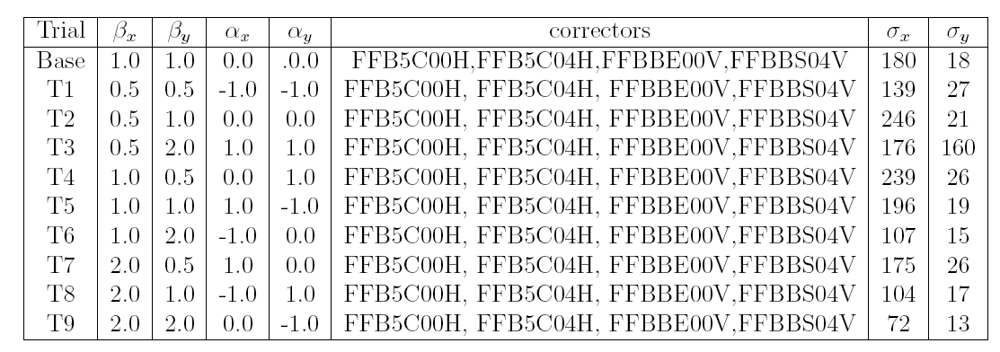 Trial βx βy αx αy correctors σx σy
Base 1.0 1.0 0.0 .0.0 FFB5C00H,FFB5C04H,FFBBE00V,FFBBS04V 180 18
T1 0.5 0.5 -1.0 -1.0 FFB5C00H, FFB5C04H, FFBBE00V,FFBBS04V 139 27
T2 0.5 1.0 0.0 0.0 FFB5C00H, FFB5C04H, FFBBE00V,FFBBS04V 246 21
T3 0.5 2.0 1.0 1.0 FFB5C00H, FFB5C04H, FFBBE00V,FFBBS04V 176 160
T4 1.0 0.5 0.0 1.0 FFB5C00H, FFB5C04H, FFBBE00V,FFBBS04V 239 26
T5 1.0 1.0 1.0 -1.0 FFB5C00H, FFB5C04H, FFBBE00V,FFBBS04V 196 19
T6 1.0 2.0 -1.0 0.0 FFB5C00H, FFB5C04H, FFBBE00V,FFBBS04V 107 15
T7 2.0 0.5 1.0 0.0 FFB5C00H, FFB5C04H, FFBBE00V,FFBBS04V 175 26
T8 2.0 1.0 -1.0 1.0 FFB5C00H, FFB5C04H, FFBBE00V,FFBBS04V 104 17
T9 2.0 2.0 0.0 -1.0 FFB5C00H, FFB5C04H, FFBBE00V,FFBBS04V 72 13